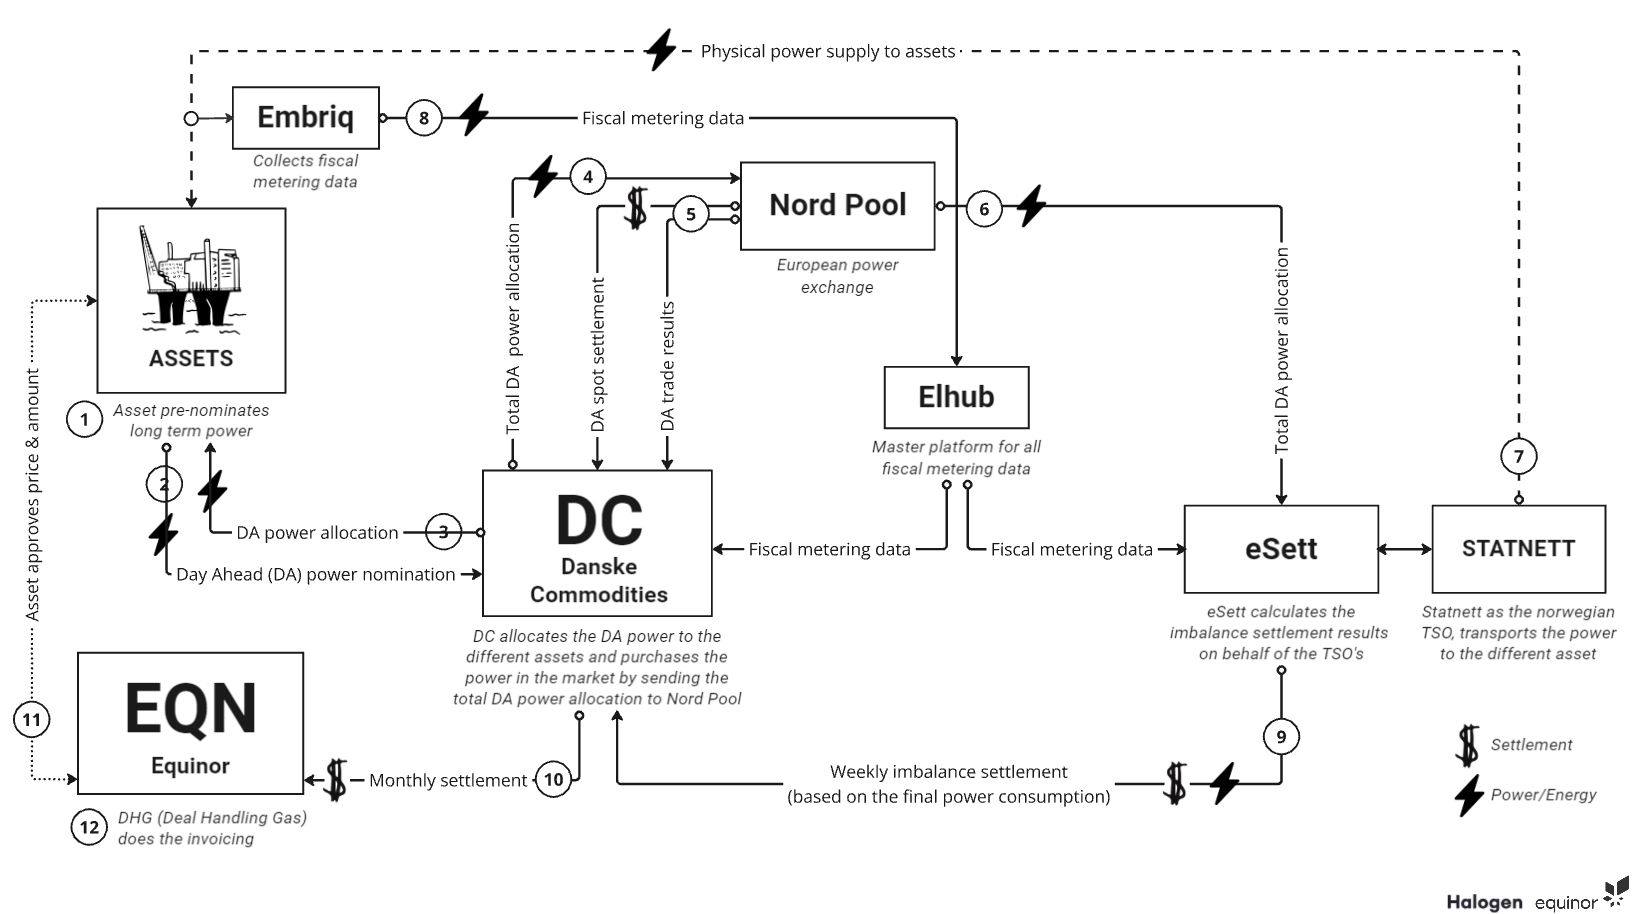 Physical power supply to assets
Embriq
Collects fiscal
metering data
8
Fiscal metering data
4
5
Nord Pool
European power
exchange
6
ASSETS
1
Asset pre-nominates
long term power
2
3
DA power allocation
Day Ahead (DA) power nomination
Asset approves price & amount
Total DA power allocation
DA spot settlement
DA trade results
Elhub
Master platform for all
fiscal metering data
Total DA power allocation
7
DC
Danske
Commodities
DC allocates the DA power to the
different assets and purchases the
power in the market by sending the
total DA power allocation to Nord Pool
Fiscal metering data
Fiscal metering data
eSett
eSett calculates the
imbalance settlement results
on behalf of the TSO's
STATNETT
Statnett as the norwegian
TSO, transports the power
to the different asset
11
EQN
Equinor
12
DHG (Deal Handling Gas)
does the invoicing
$
Monthly settlement
10
Weekly imbalance settlement
(based on the final power consumption)
$
9
$ Settlement
Power/Energy
Halogen equinor